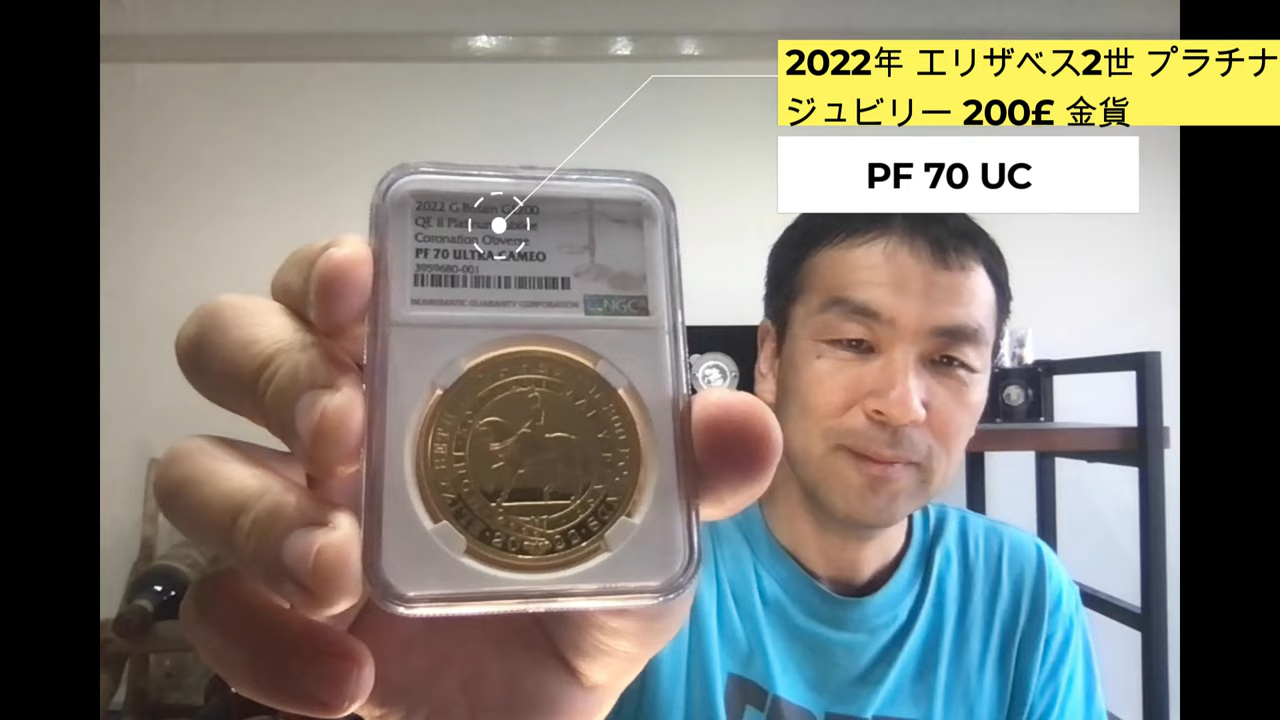 2022年 エリザベス2世 プラチナ
ジュビリー 200£ 金貨
PF 70 UC
2022 G Britain G£200
QE II Platinum Jubilee
Coronation Obverse
PF 70 ULTRA CAMEO
3959680-001
NUMISMATIC GUARANTY CORPORATION
NGC